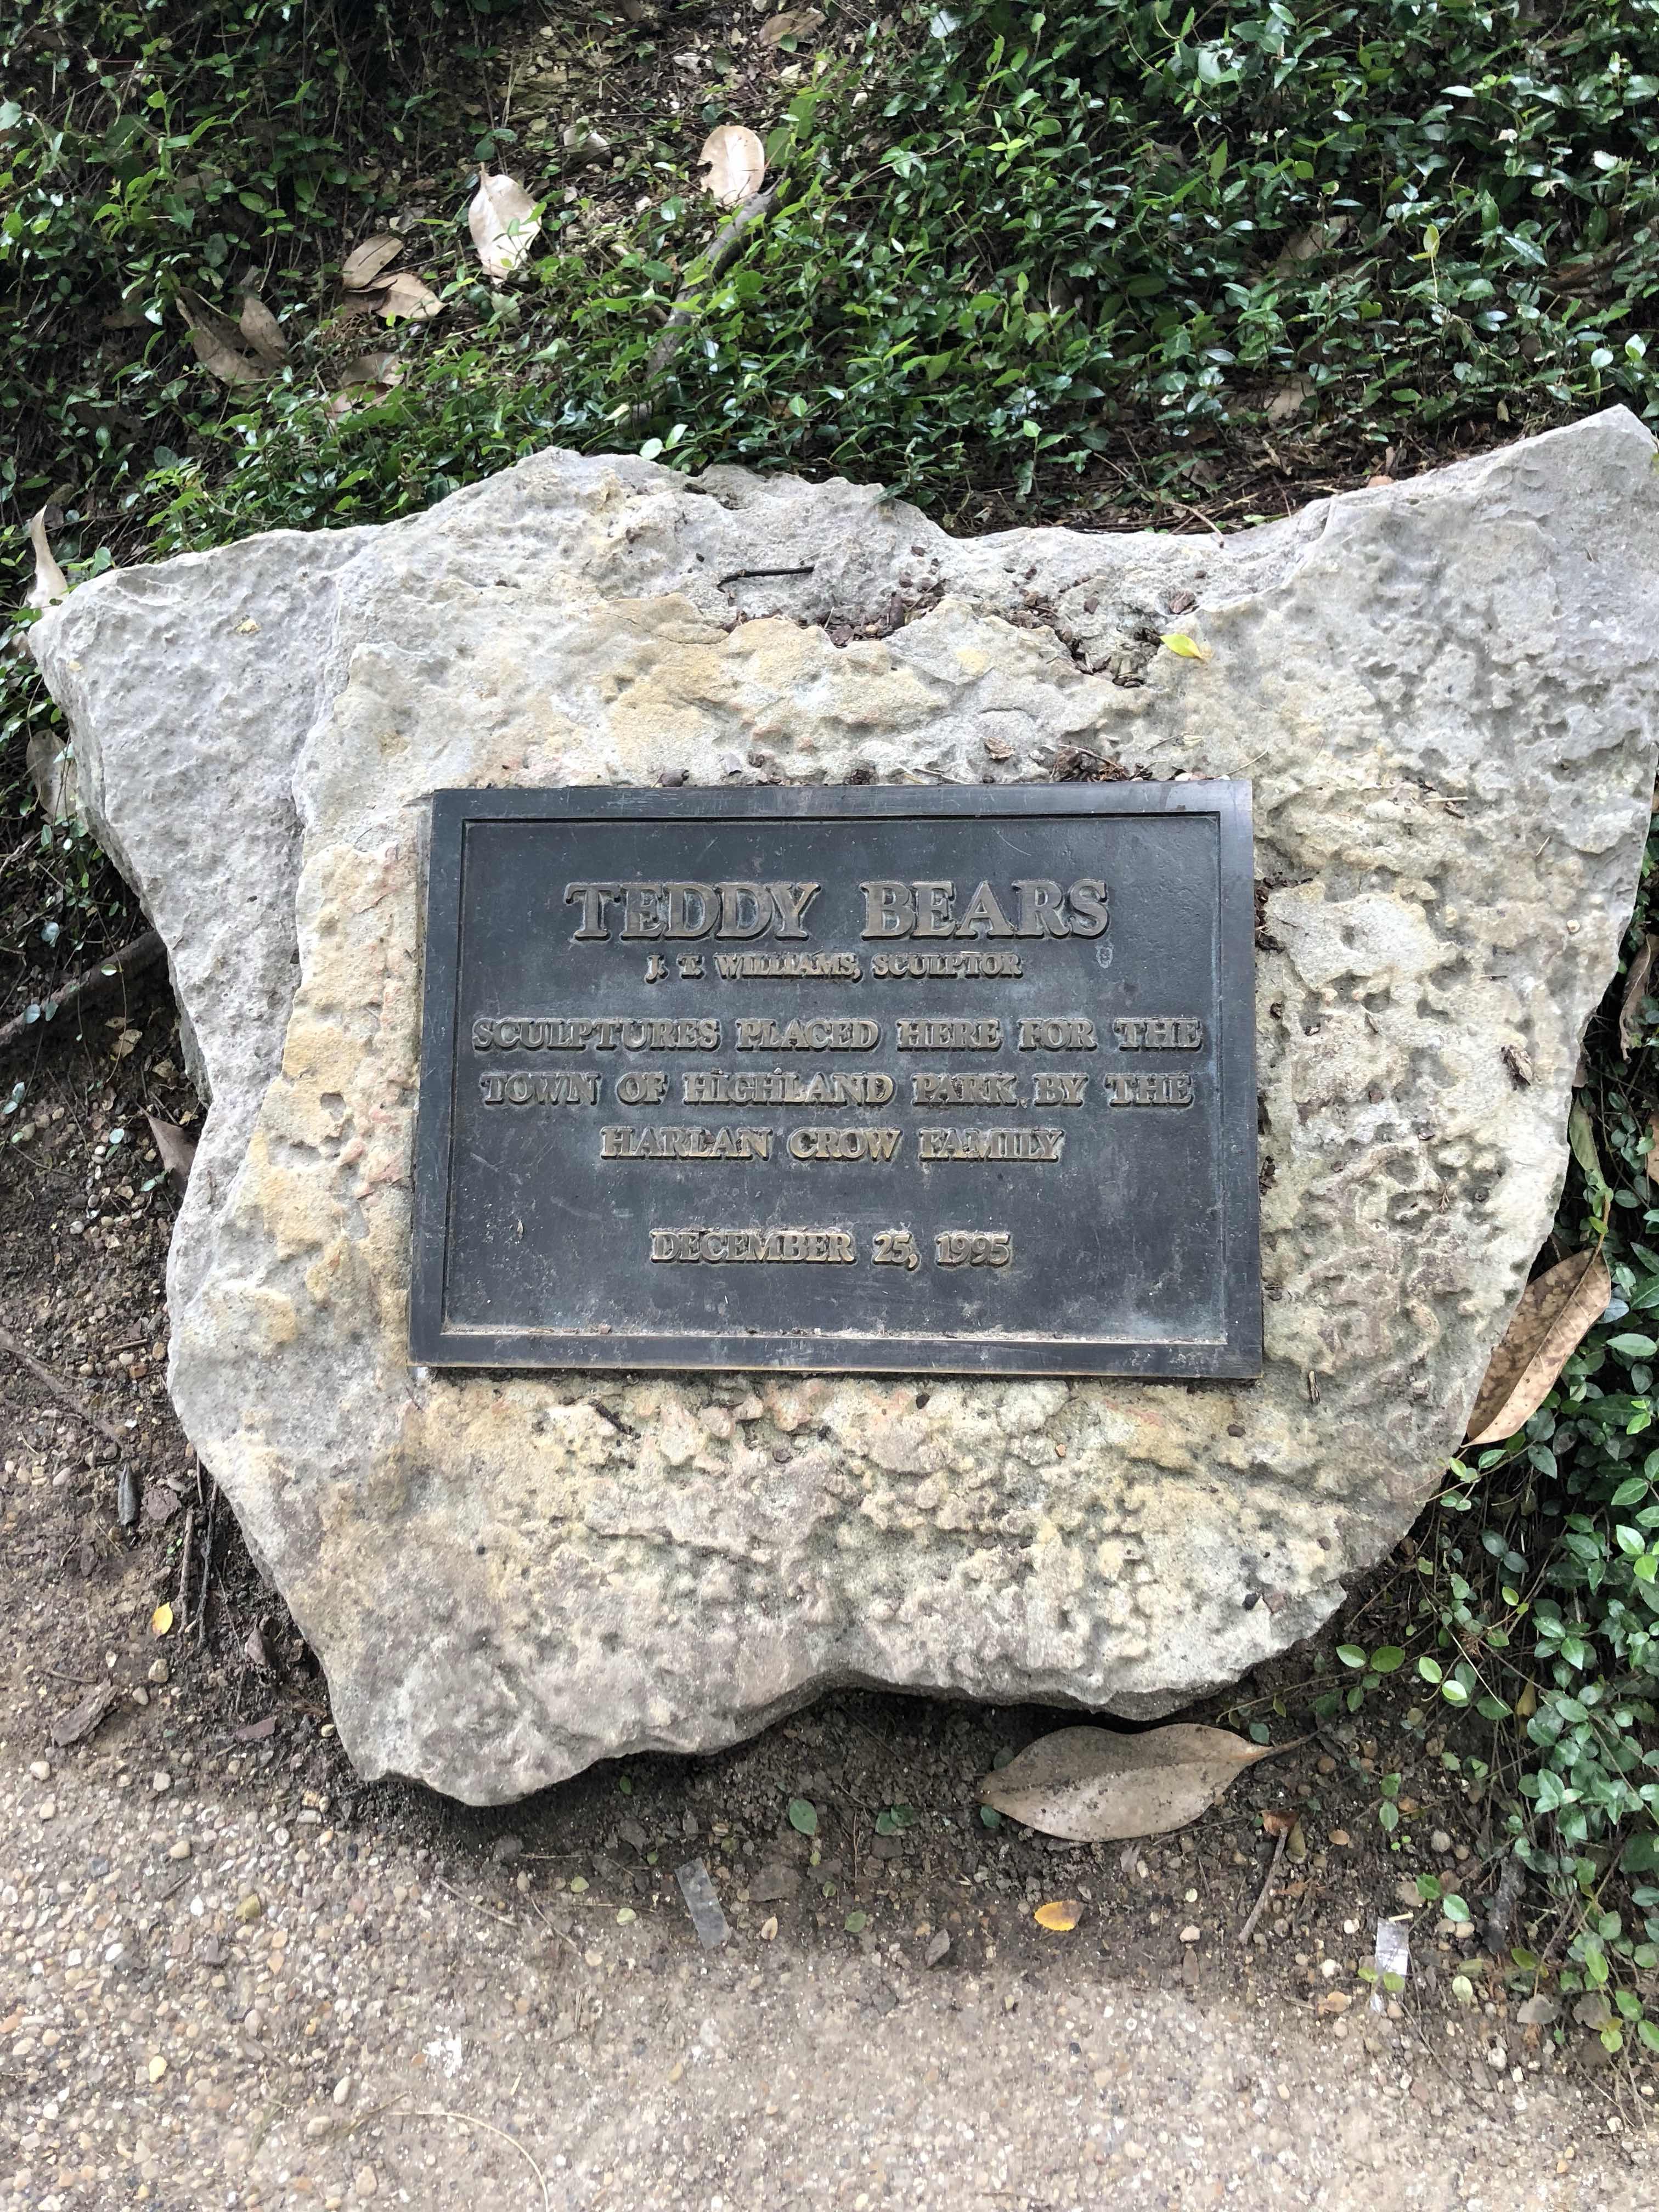 TEDDY BEARS
J. T. WILLIAMS, SCULPTOR
SCULPTURES PLACED HERE FOR THE
TOWN OF HIGHLAND PARK BY THE
HARLAN CROW FAMILY
DECEMBER 25, 1995